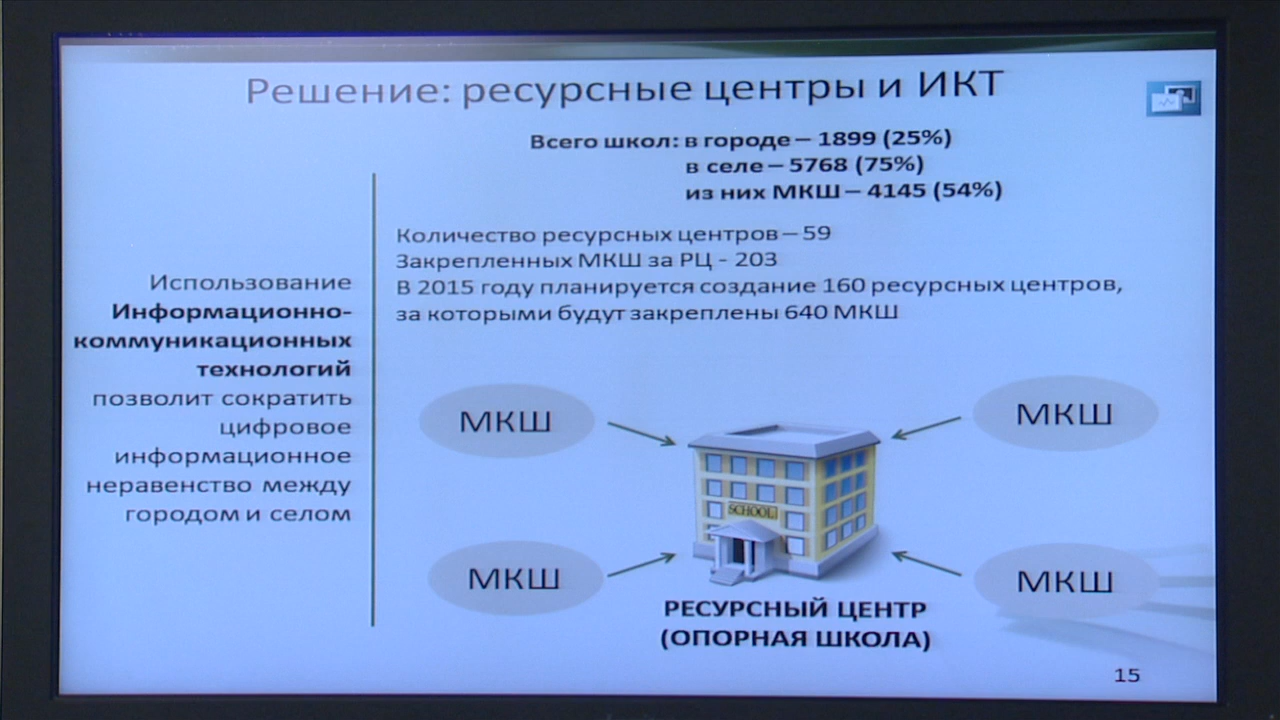 Решение: ресурсные центры и ИКТ
Всего школ: в городе – 1899 (25%)
в селе – 5768 (75%)
из них МКШ – 4145 (54%)
Количество ресурсных центров – 59
Закрепленных МКШ за РЦ - 203
В 2015 году планируется создание 160 ресурсных центров,
за которыми будут закреплены 640 МКШ
Использование
Информационно-
коммуникационных
технологий
позволит сократить
цифровое
информационное
неравенство между
городом и селом
МКШ
МКШ
SCHOOL
МКШ
МКШ
РЕСУРСНЫЙ ЦЕНТР
(ОПОРНАЯ ШКОЛА)
15